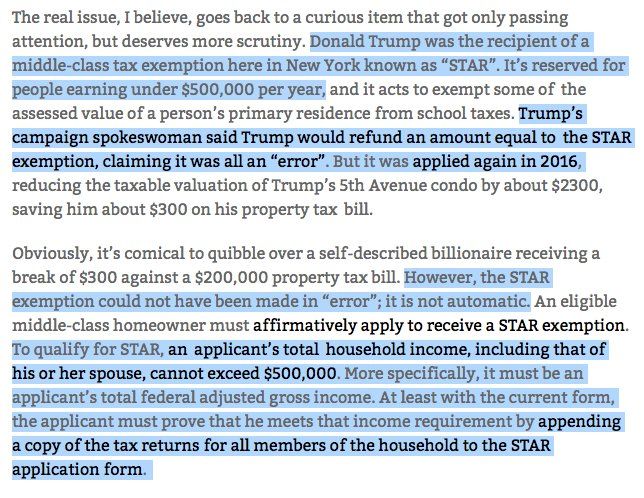 The real issue, I believe, goes back to a curious item that got only passing
attention, but deserves more scrutiny. Donald Trump was the recipient of a
middle-class tax exemption here in New York known as “STAR”. It’s reserved for
people earning under $500,000 per year, and it acts to exempt some of the
assessed value of a person’s primary residence from school taxes. Trump’s
campaign spokeswoman said Trump would refund an amount equal to the STAR
exemption, claiming it was all an “error”. But it was applied again in 2016,
reducing the taxable valuation of Trump’s 5th Avenue condo by about $2300,
saving him about $300 on his property tax bill.
Obviously, it’s comical to quibble over a self-described billionaire receiving a
break of $300 against a $200,000 property tax bill. However, the STAR
exemption could not have been made in “error”; it is not automatic. An eligible
middle-class homeowner must affirmatively apply to receive a STAR exemption.
To qualify for STAR, an applicant’s total household income, including that of
his or her spouse, cannot exceed $500,000. More specifically, it must be an
applicant’s total federal adjusted gross income. At least with the current form,
the applicant must prove that he meets that income requirement by appending
a copy of the tax returns for all members of the household to the STAR
application form.